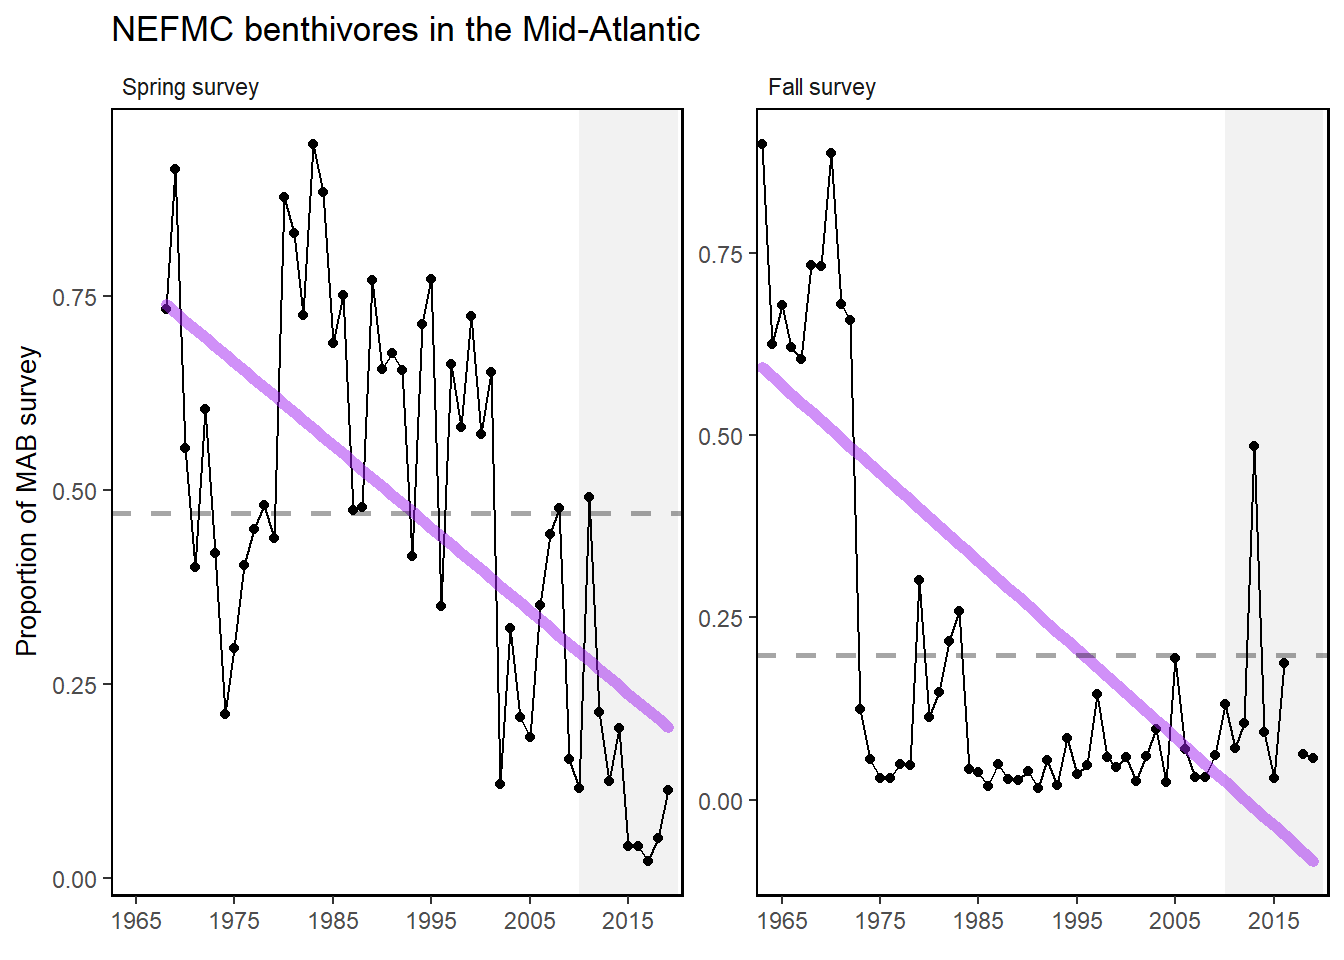 NEFMC benthivores in the Mid-Atlantic
Spring survey
Fall survey
Proportion of MAB survey
0.75
0.50
0.25
0.00
1965 1975 1985 1995 2005 2015
0.75
0.50
0.25
0.00
1965 1975 1985 1995 2005 2015